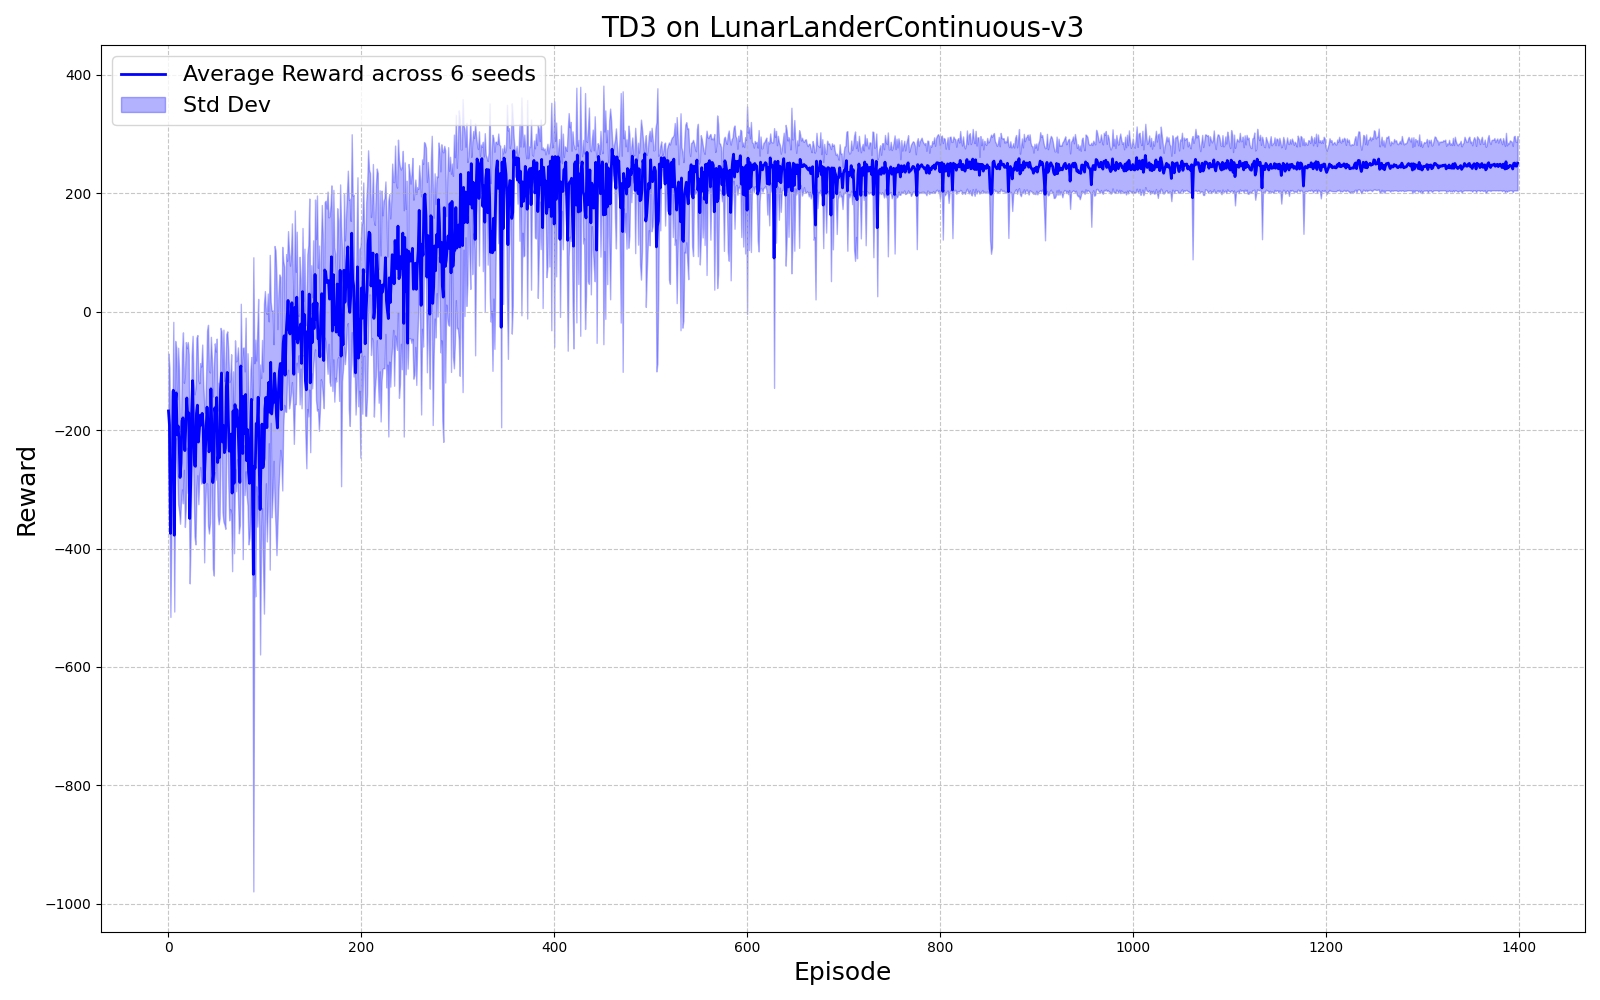 TD3 on LunarLanderContinuous-v3
Average Reward across 6 seeds
Std Dev
400
200
0
−200
−400
−600
−800
−1000
Reward
0 200 400 600 800 1000 1200 1400
Episode